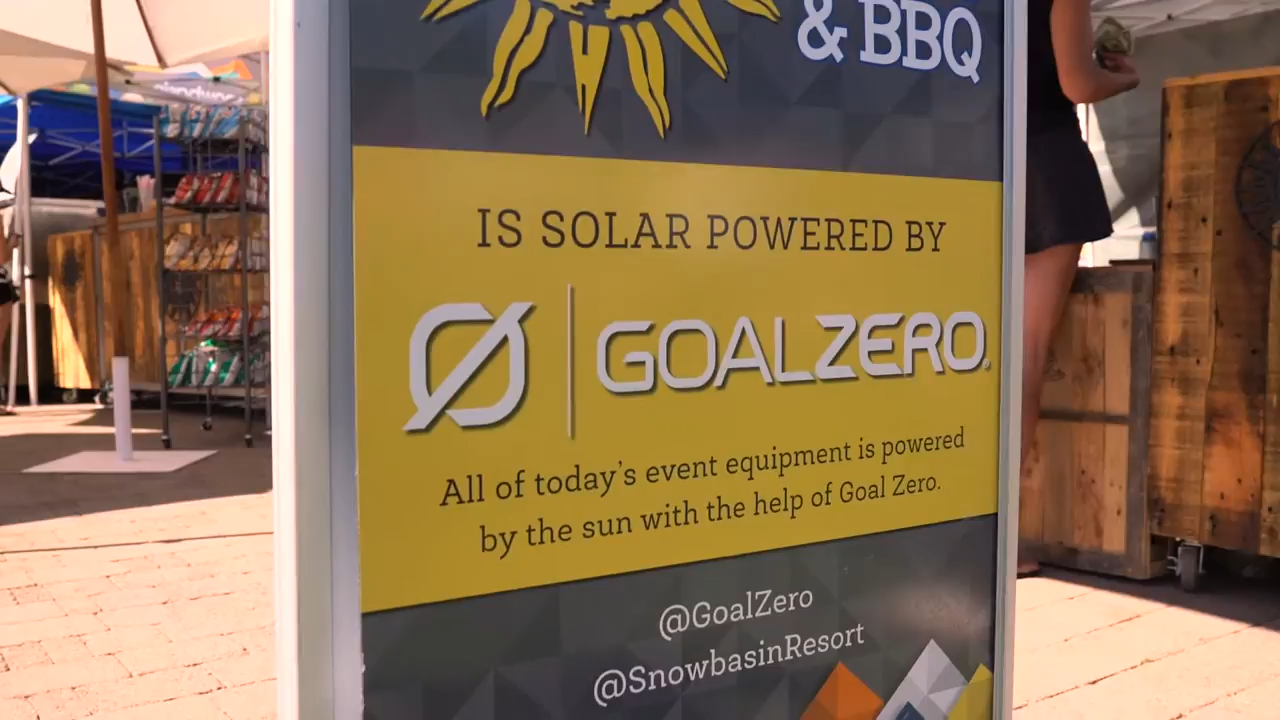 & BBQ
IS SOLAR POWERED BY
GOALZERO®
All of today's event equipment is powered
by the sun with the help of Goal Zero.
@GoalZero
@SnowbasinResort